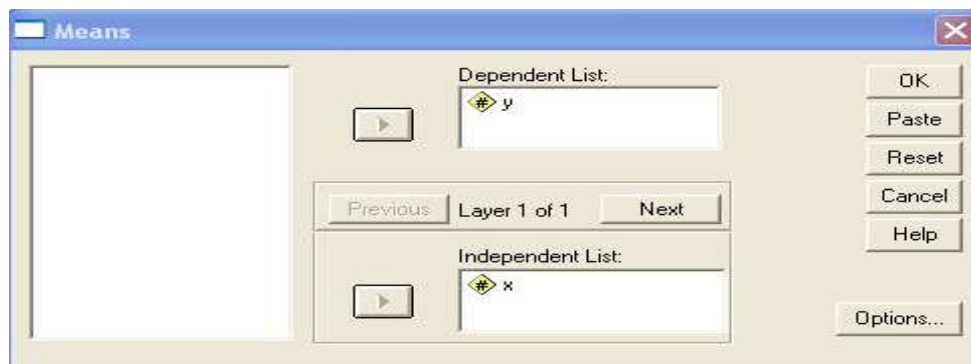 Means
Dependent List:
# y
OK
Paste
Reset
Cancel
Help
Previous
Layer 1 of 1
Next
Independent List:
# x
Options...